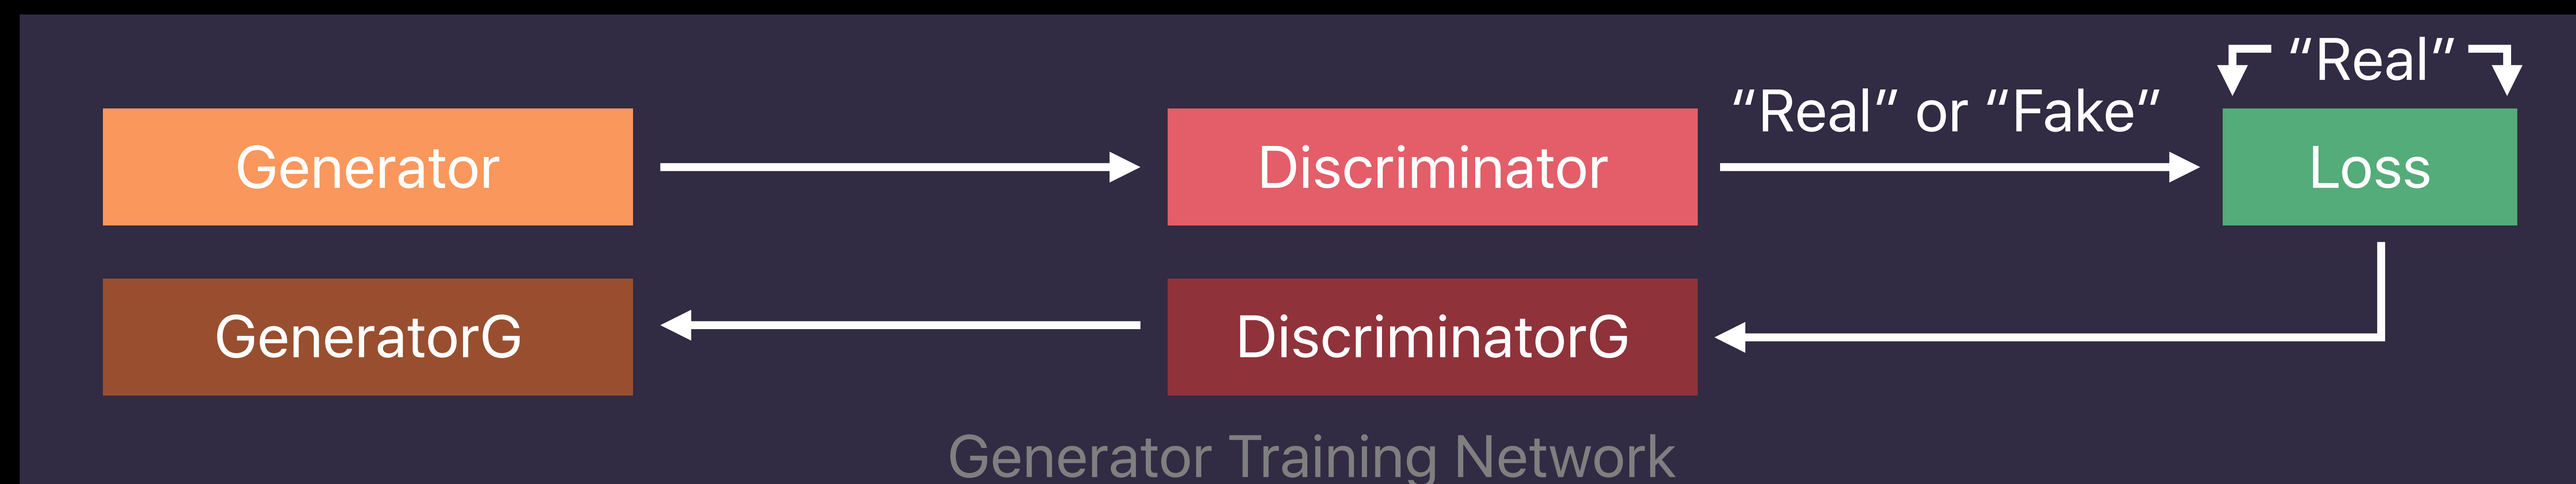 “Real”
“Real” or “Fake”
Generator
Discriminator
Loss
GeneratorG
DiscriminatorG
Generator Training Network